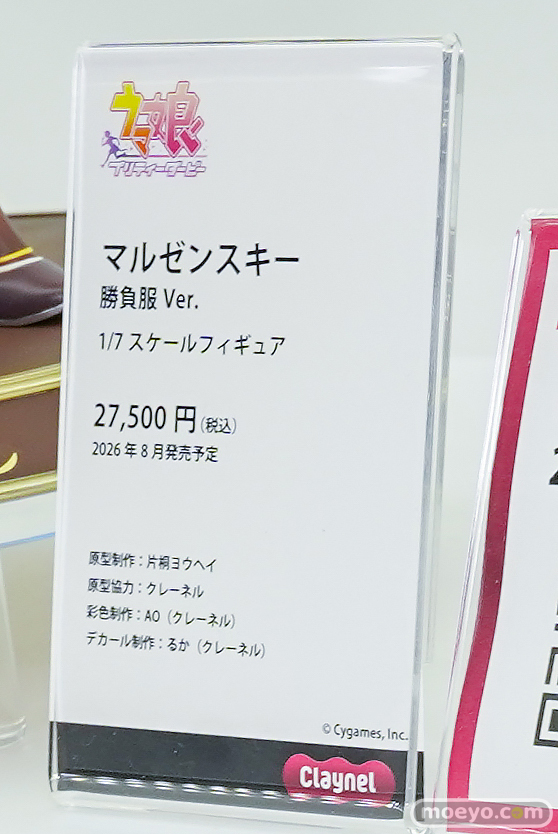 ウマ娘
プリティーダービー
マルゼンスキー
勝負服 Ver.
1/7 スケールフィギュア
27,500 円(税込)
2026 年 8 月発売予定
原型制作：片桐ヨウヘイ
原型協力：クレーネル
彩色制作：AO（クレーネル）
デカール制作：るか（クレーネル）
© Cygames, Inc.
Claynel
moeyo.com